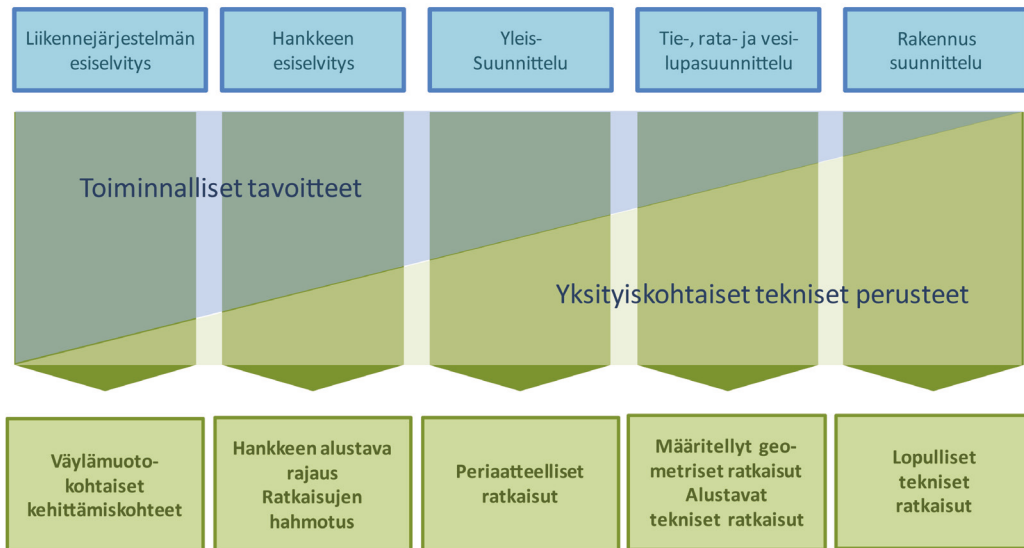 Liikennejärjestelmän
esiselvitys
Hankkeen
esiselvitys
Yleis-
Suunnittelu
Tie-, rata- ja vesi-
lupasuunnittelu
Rakennus
suunnittelu
Toiminnalliset tavoitteet
Yksityiskohtaiset tekniset perusteet
Väylämuoto-
kohtaiset
kehittämiskohteet
Hankkeen alustava
rajaus
Ratkaisujen
hahmotus
Periaatteelliset
ratkaisut
Määritellyt geo-
metriset ratkaisut
Alustavat
tekniset ratkaisut
Lopulliset
tekniset
ratkaisut